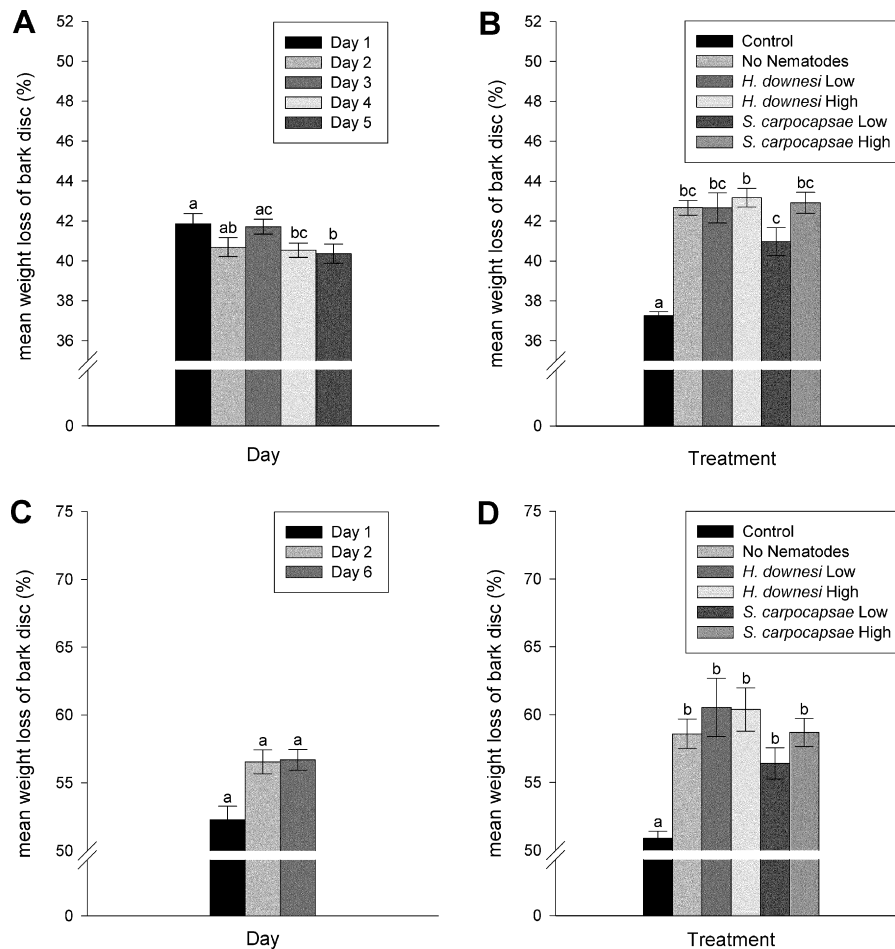 A
mean weight loss of bark disc (%)
52
50
48
46
44
42
40
38
36
0
Day 1
Day 2
Day 3
Day 4
Day 5
a
ab
ac
bc
b
Day
B
mean weight loss of bark disc (%)
52
50
48
46
44
42
40
38
36
0
Control
No Nematodes
H. downesi Low
H. downesi High
S. carpocapsae Low
S. carpocapsae High
a
bc
bc
b
c
bc
Treatment
C
mean weight loss of bark disc (%)
75
70
65
60
55
50
0
Day 1
Day 2
Day 6
a
a
a
Day
D
mean weight loss of bark disc (%)
75
70
65
60
55
50
0
Control
No Nematodes
H. downesi Low
H. downesi High
S. carpocapsae Low
S. carpocapsae High
a
b
b
b
b
b
Treatment